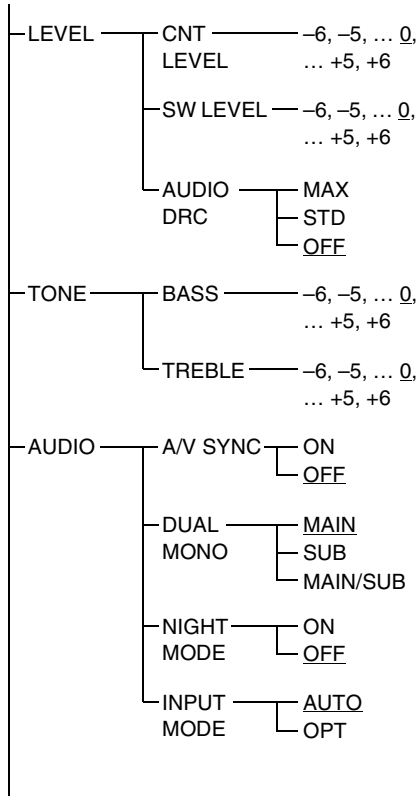 LEVEL CNT –6, –5, … 0,
LEVEL … +5, +6
SW LEVEL –6, –5, … 0,
… +5, +6
AUDIO MAX
DRC STD
OFF
TONE BASS –6, –5, … 0,
… +5, +6
TREBLE –6, –5, … 0,
… +5, +6
AUDIO A/V SYNC ON
OFF
DUAL MAIN
MONO SUB
MAIN/SUB
NIGHT ON
MODE OFF
INPUT AUTO
MODE OPT